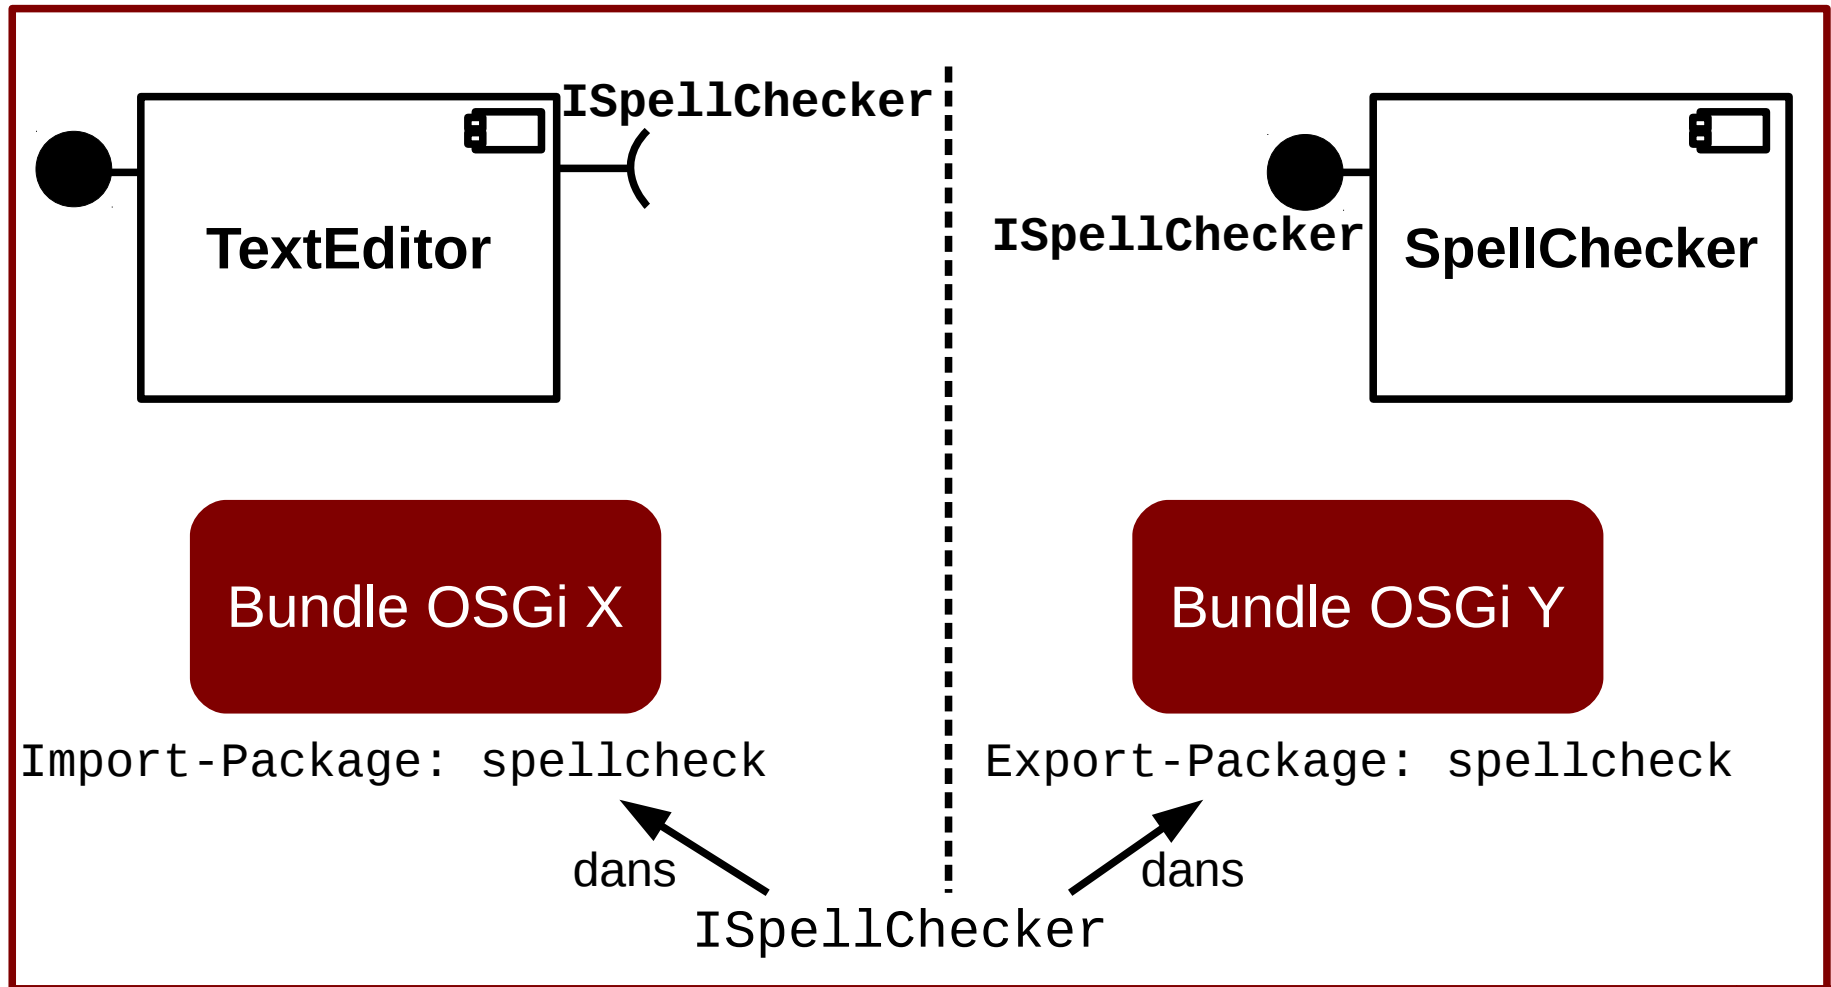 ISpellChecker
TextEditor
ISpellChecker
SpellChecker
Bundle OSGi X
Bundle OSGi Y
Import-Package: spellcheck
Export-Package: spellcheck
dans
dans
ISpellChecker